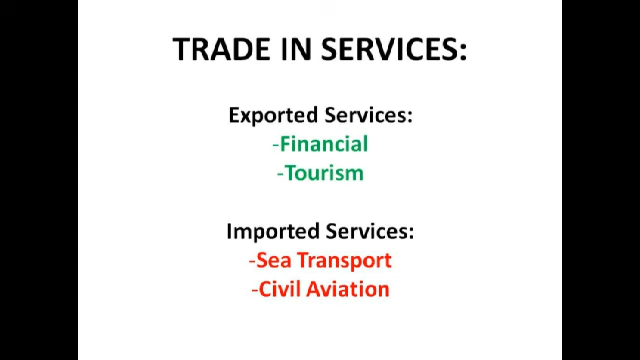 TRADE IN SERVICES:
Exported Services:
-Financial
-Tourism
Imported Services:
-Sea Transport
-Civil Aviation